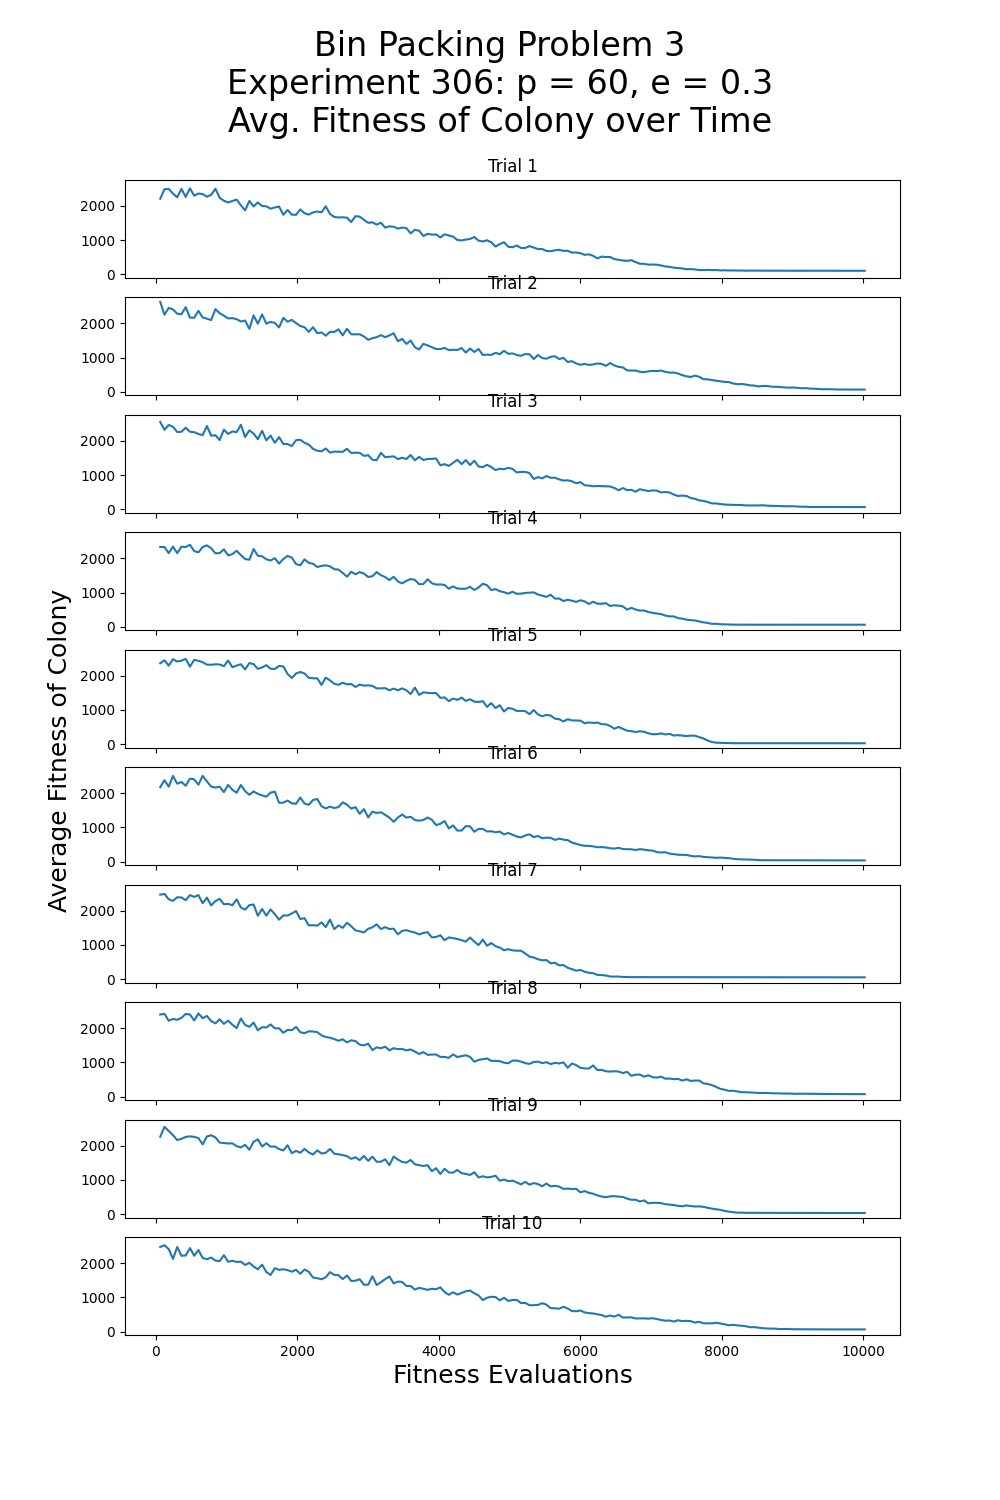 Bin Packing Problem 3
Experiment 306: p = 60, e = 0.3
Avg. Fitness of Colony over Time
Average Fitness of Colony
Trial 1
2000
1000
0
Trial 2
2000
1000
0
Trial 3
2000
1000
0
Trial 4
2000
1000
0
Trial 5
2000
1000
0
Trial 6
2000
1000
0
Trial 7
2000
1000
0
Trial 8
2000
1000
0
Trial 9
2000
1000
0
Trial 10
2000
1000
0
0 2000 4000 6000 8000 10000
Fitness Evaluations